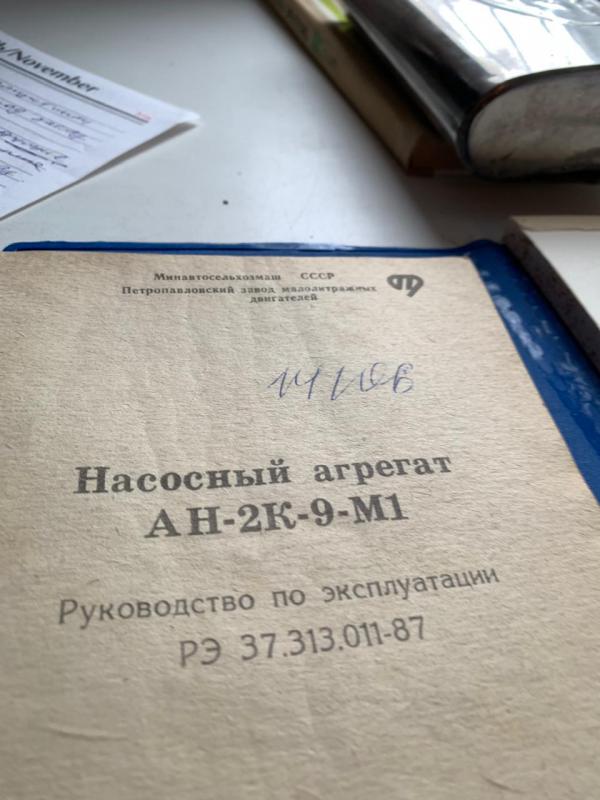 h/November
Минавтосельхозмаш СССР
Петропавловский завод малолитражных
двигателей
Насосный агрегат
АН-2К-9-М1
Руководство по эксплуатации
РЭ 37.313.011-87